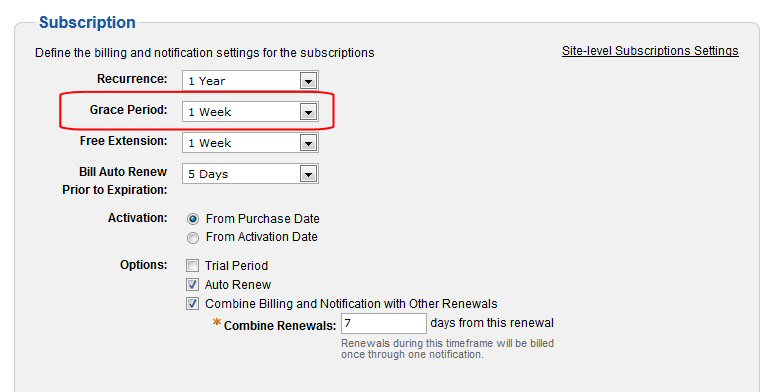 Subscription
Define the billing and notification settings for the subscriptions
Site-level Subscriptions Settings
Recurrence: 1 Year
Grace Period: 1 Week
Free Extension: 1 Week
Bill Auto Renew
Prior to Expiration: 5 Days
Activation: From Purchase Date
From Activation Date
Options: Trial Period
Auto Renew
Combine Billing and Notification with Other Renewals
* Combine Renewals: 7 days from this renewal
Renewals during this timeframe will be billed
once through one notification.